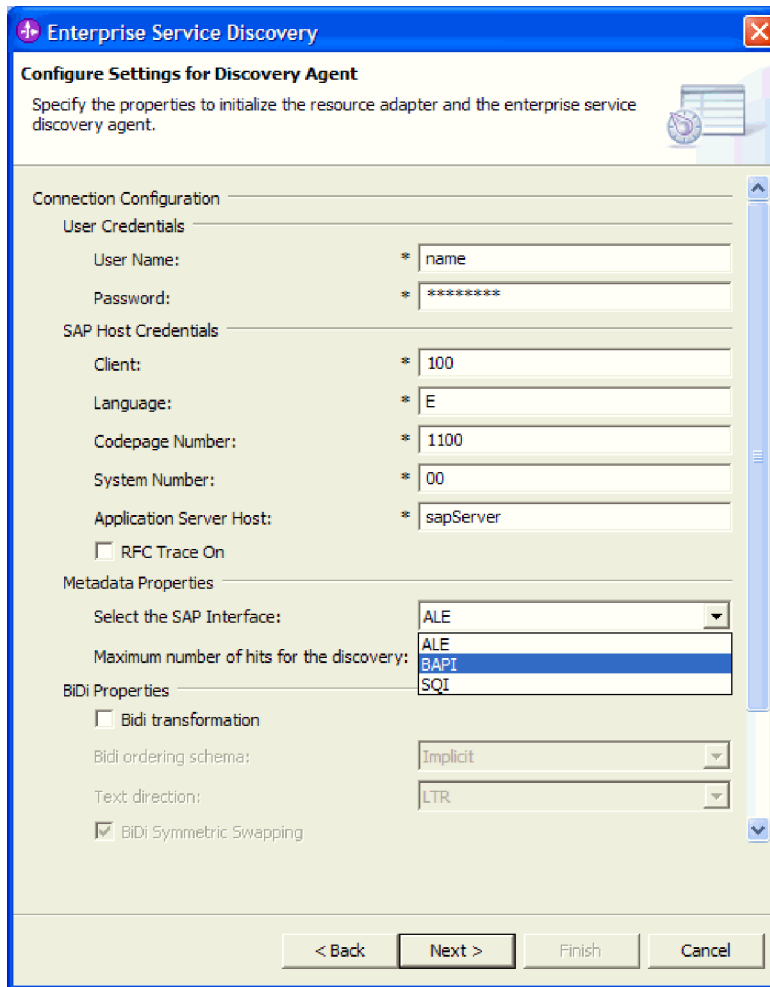 Enterprise Service Discovery
Configure Settings for Discovery Agent
Specify the properties to initialize the resource adapter and the enterprise service
discovery agent.
Connection Configuration
User Credentials
User Name: * name
Password: * ********
SAP Host Credentials
Client: * 100
Language: * E
Codepage Number: * 1100
System Number: * 00
Application Server Host: * sapServer
RFC Trace On
Metadata Properties
Select the SAP Interface: ALE
ALE
Maximum number of hits for the discovery: BAPI
SQI
BiDi Properties
Bidi transformation
Bidi ordering schema: Implicit
Text direction: LTR
BiDi Symmetric Swapping
< Back Next > Finish Cancel